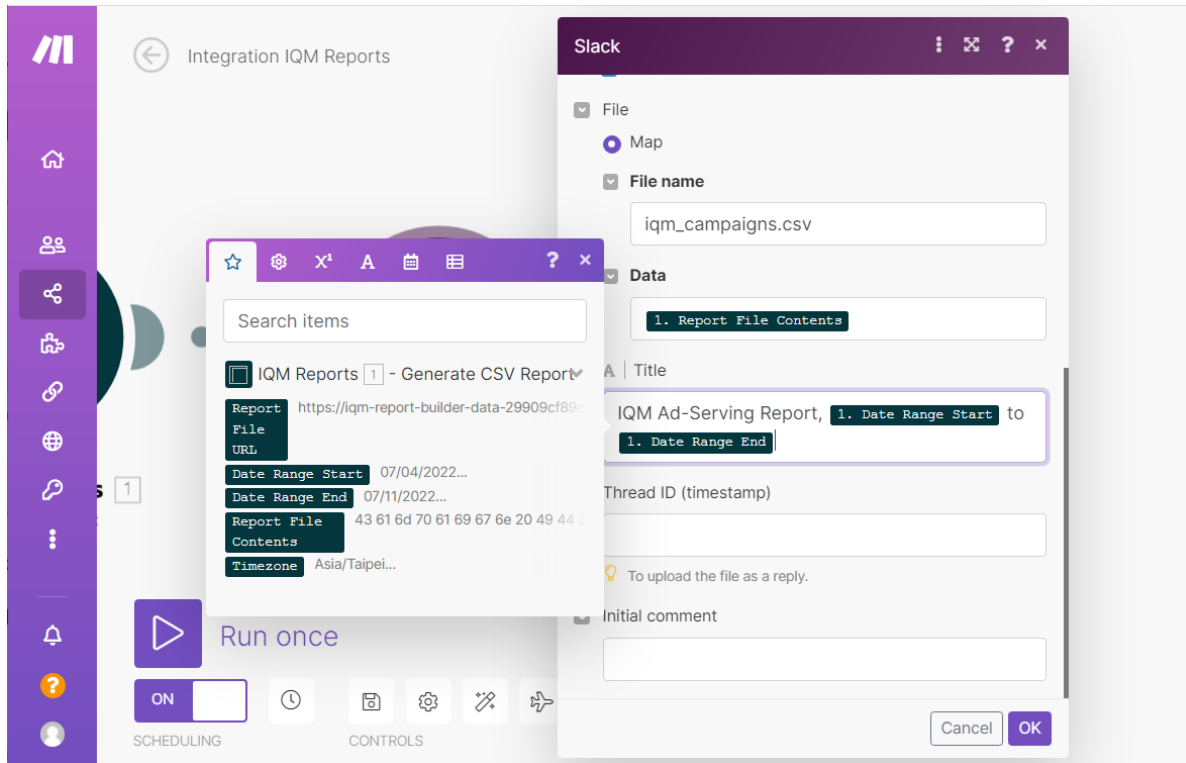 Integration IQM Reports
Slack
File
Map
File name
iqm_campaigns.csv
Data
1. Report File Contents
A Title
IQM Ad-Serving Report, 1. Date Range Start to
1. Date Range End
Thread ID (timestamp)
To upload the file as a reply.
Initial comment
Cancel
OK
X¹
A
?
Search items
IQM Reports 1 - Generate CSV Report
Report File URL https://iqm-report-builder-data-29909cf89c
Date Range Start 07/04/2022...
Date Range End 07/11/2022...
Report File Contents 43 61 6d 70 61 69 67 6e 20 49 44
Timezone Asia/Taipei...
s 1
Run once
ON
SCHEDULING
CONTROLS